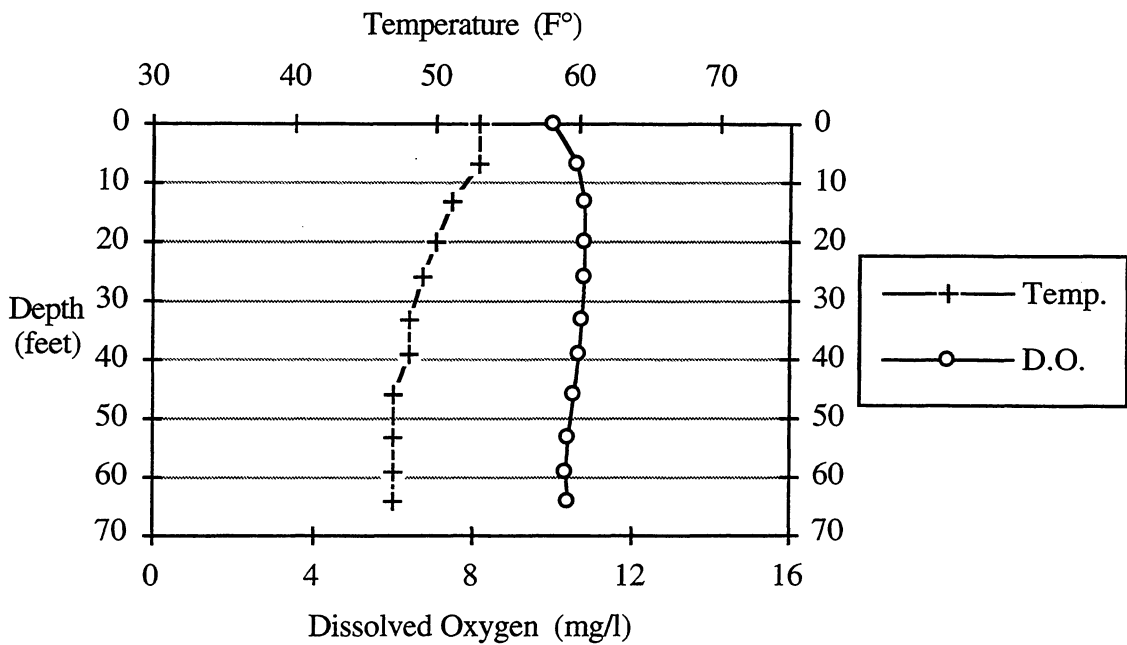 Temperature (F°)
30 40 50 60 70
0 0
10 10
20 20
30 30
Depth
(feet)
40 40
50 50
60 60
70 70
0 4 8 12 16
Dissolved Oxygen (mg/l)
Temp.
D.O.